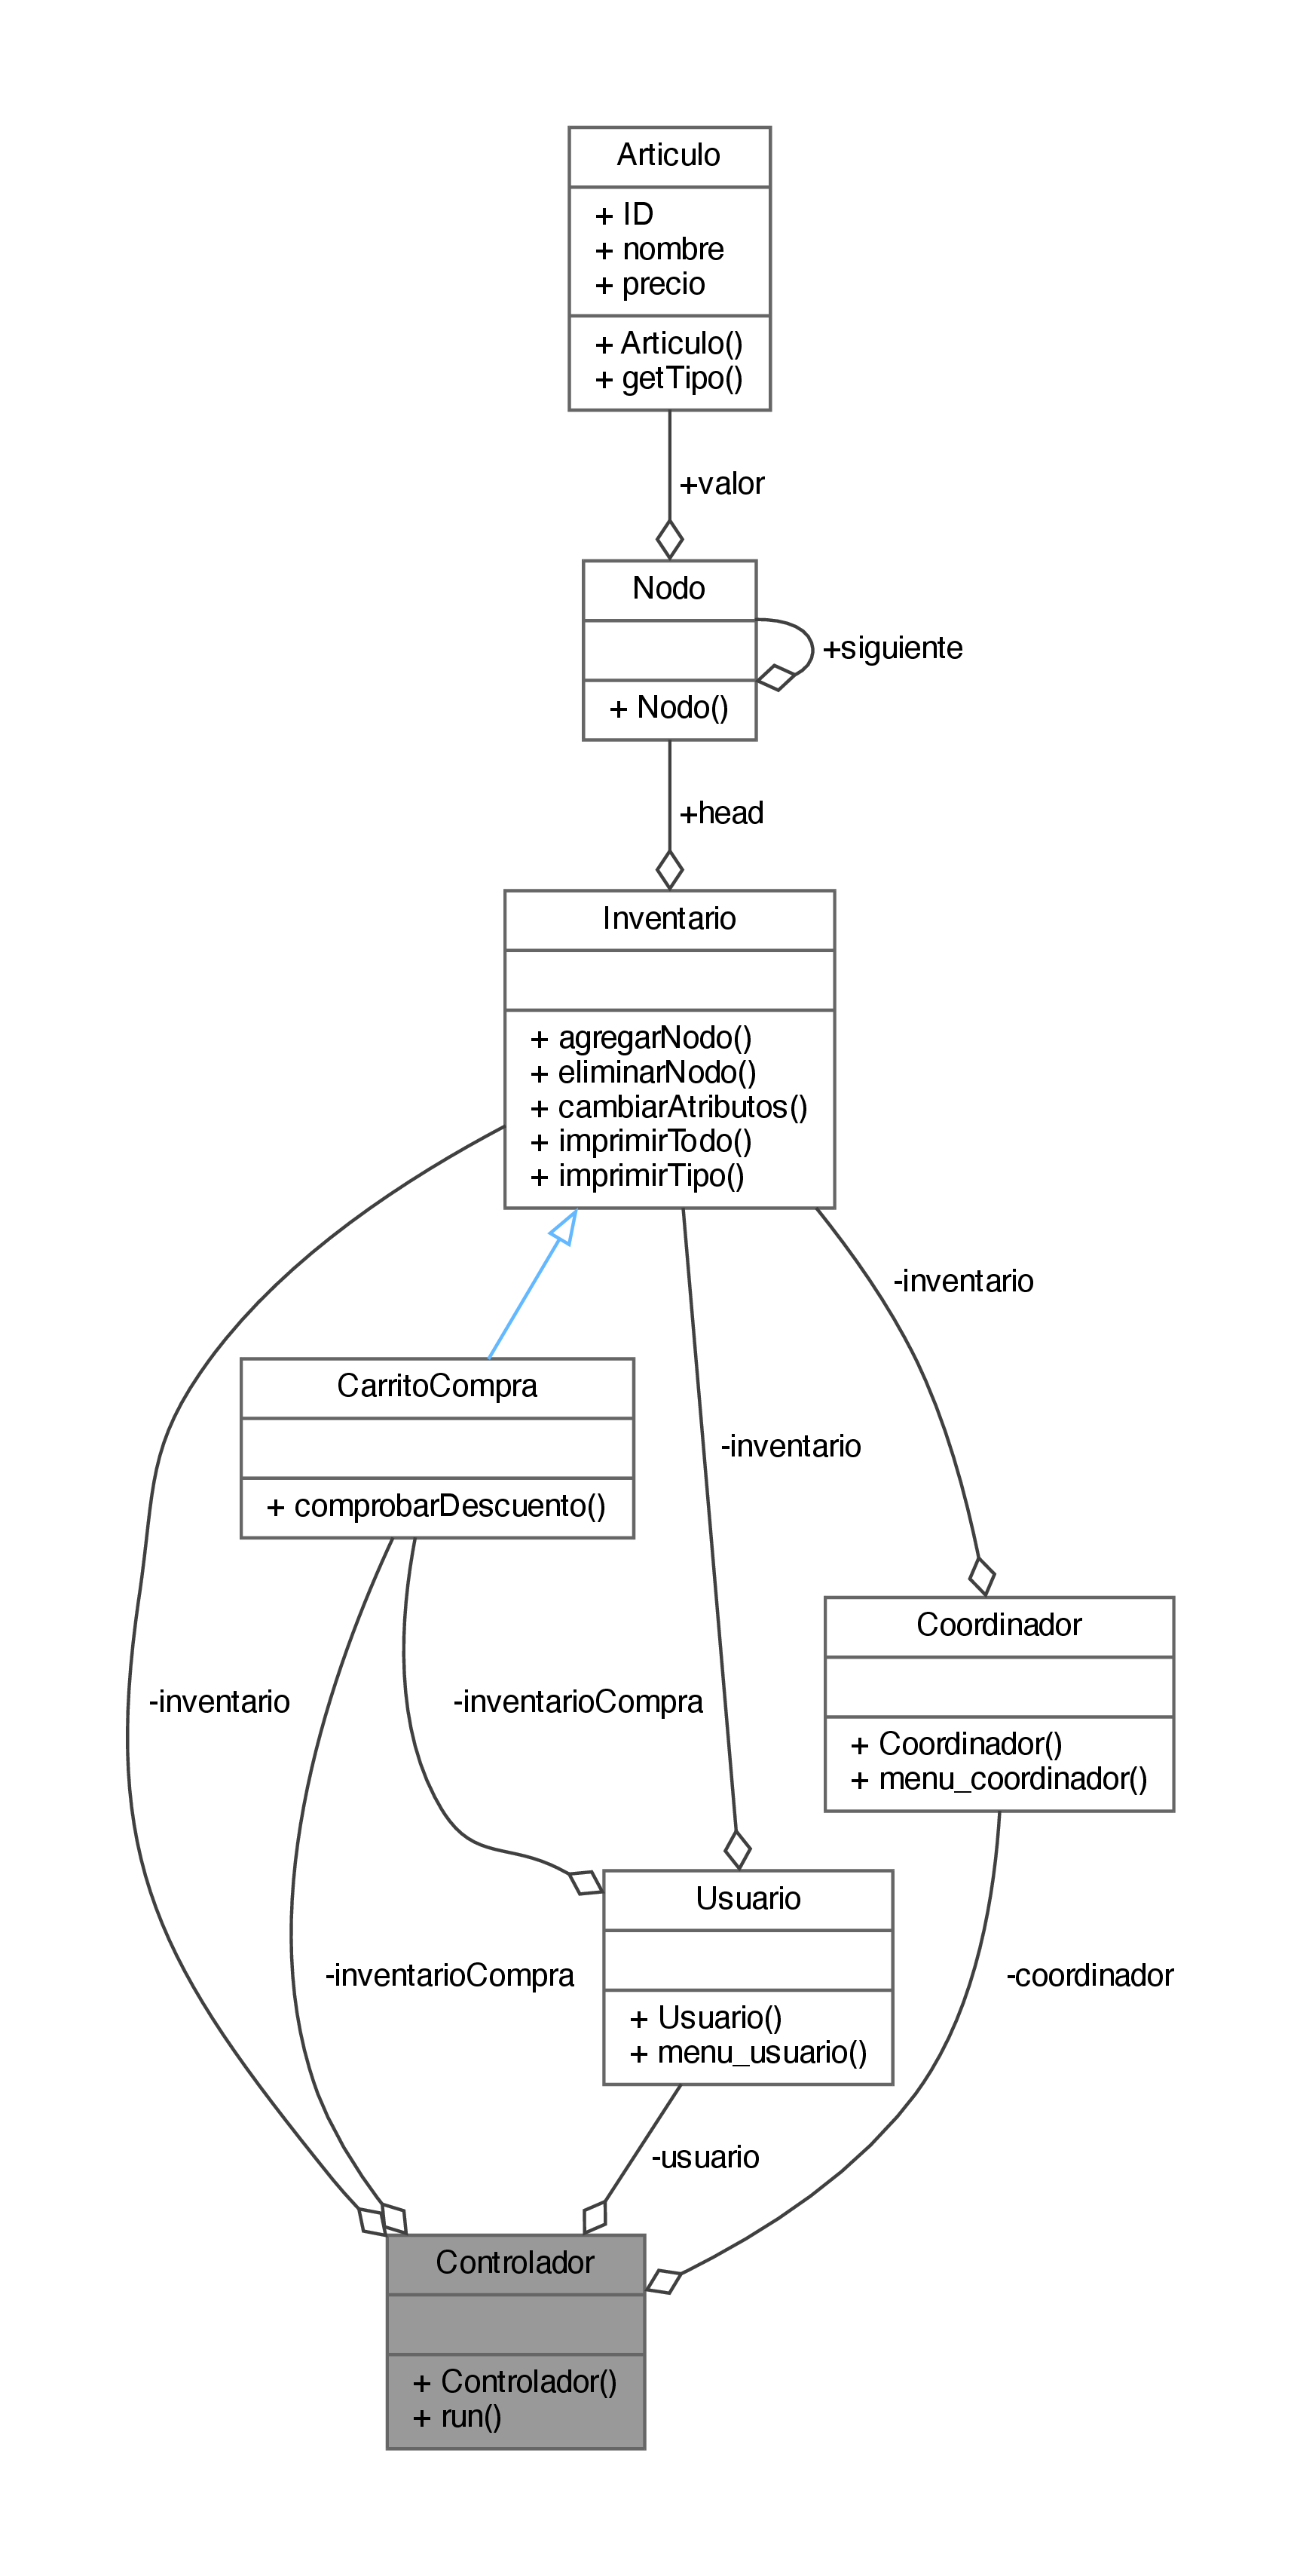 Articulo
+ ID
+ nombre
+ precio
+ Articulo()
+ getTipo()
+valor
Nodo
+siguiente
+ Nodo()
+head
Inventario
+ agregarNodo()
+ eliminarNodo()
+ cambiarAtributos()
+ imprimirTodo()
+ imprimirTipo()
-inventario
CarritoCompra
-inventario
+ comprobarDescuento()
Coordinador
-inventario
-inventarioCompra
+ Coordinador()
+ menu_coordinador()
Usuario
-inventarioCompra
-coordinador
+ Usuario()
+ menu_usuario()
-usuario
Controlador
+ Controlador()
+ run()